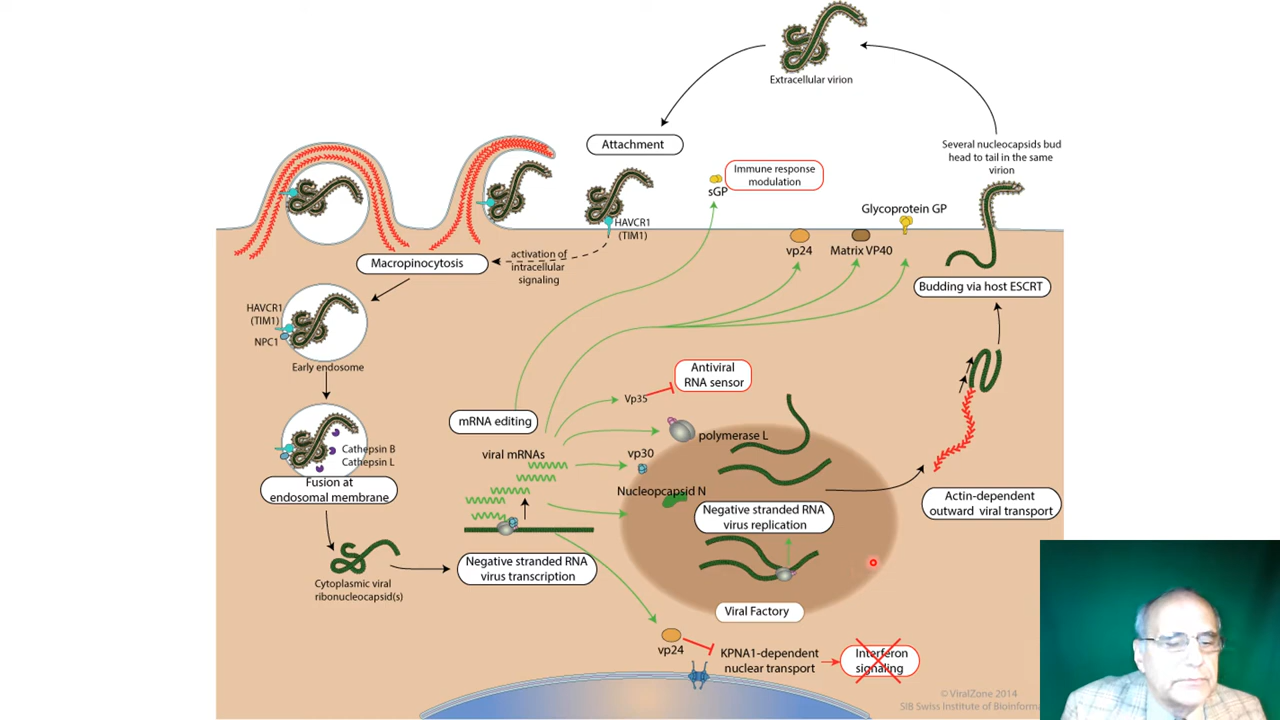 Extracellular virion
Attachment
Several nucleocapsids bud
head to tail in the same
virion
Immune response
modulation
sGP
Glycoprotein GP
HAVCR1
(TIM1)
vp24
Matrix VP40
Macropinocytosis
activation of
intracellular
signaling
Budding via host ESCRT
HAVCR1
(TIM1)
NPC1
Early endosome
Antiviral
RNA sensor
Vp35
mRNA editing
polymerase L
viral mRNAs
vp30
Cathepsin B
Cathepsin L
Fusion at
endosomal membrane
Nucleopcapsid N
Negative stranded RNA
virus replication
Actin-dependent
outward viral transport
Cytoplasmic viral
ribonucleocapsid(s)
Negative stranded RNA
virus transcription
Viral Factory
vp24
KPNA1-dependent
nuclear transport
Interferon
signaling
© ViralZone 2014
SIB Swiss Institute of Bioinforma